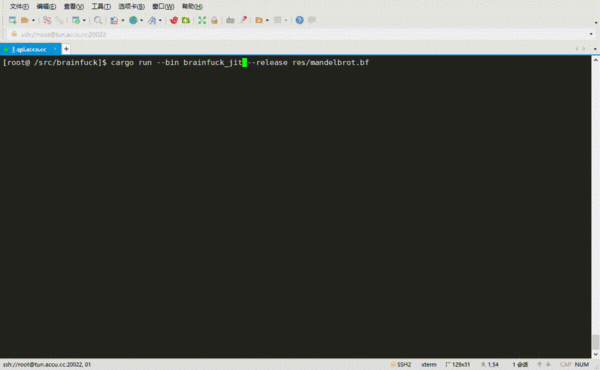 文件(F) 编辑(E) 查看(V) 工具(T) 选项卡(B) 窗口(W) 帮助(H)
ssh://root@tun.accu.cc:20022
1 api.accu.cc
[root@ /src/brainfuck]$ cargo run --bin brainfuck_jit --release res/mandelbrot.bf
ssh://root@tun.accu.cc:20022, 01 SSH2 xterm 129x31 1,54 1 会话 CAP NUM